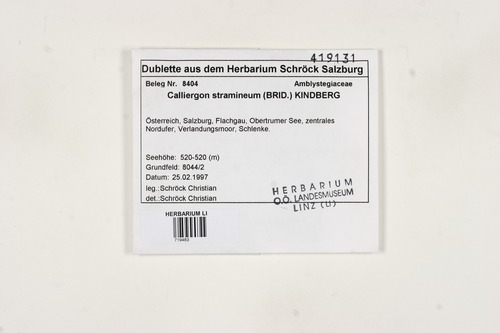 419131
Dublette aus dem Herbarium Schröck Salzburg
Beleg Nr. 8404 Amblystegiaceae
Calliergon stramineum (BRID.) KINDBERG
Österreich, Salzburg, Flachgau, Obertrumer See, zentrales
Nordufer, Verlandungsmoor, Schlenke.
Seehöhe: 520-520 (m)
Grundfeld: 8044/2
Datum: 25.02.1997
leg.:Schröck Christian
det.:Schröck Christian
HERBARIUM
O.Ö. LANDESMUSEUM
LINZ (LI)
HERBARIUM LI
719463